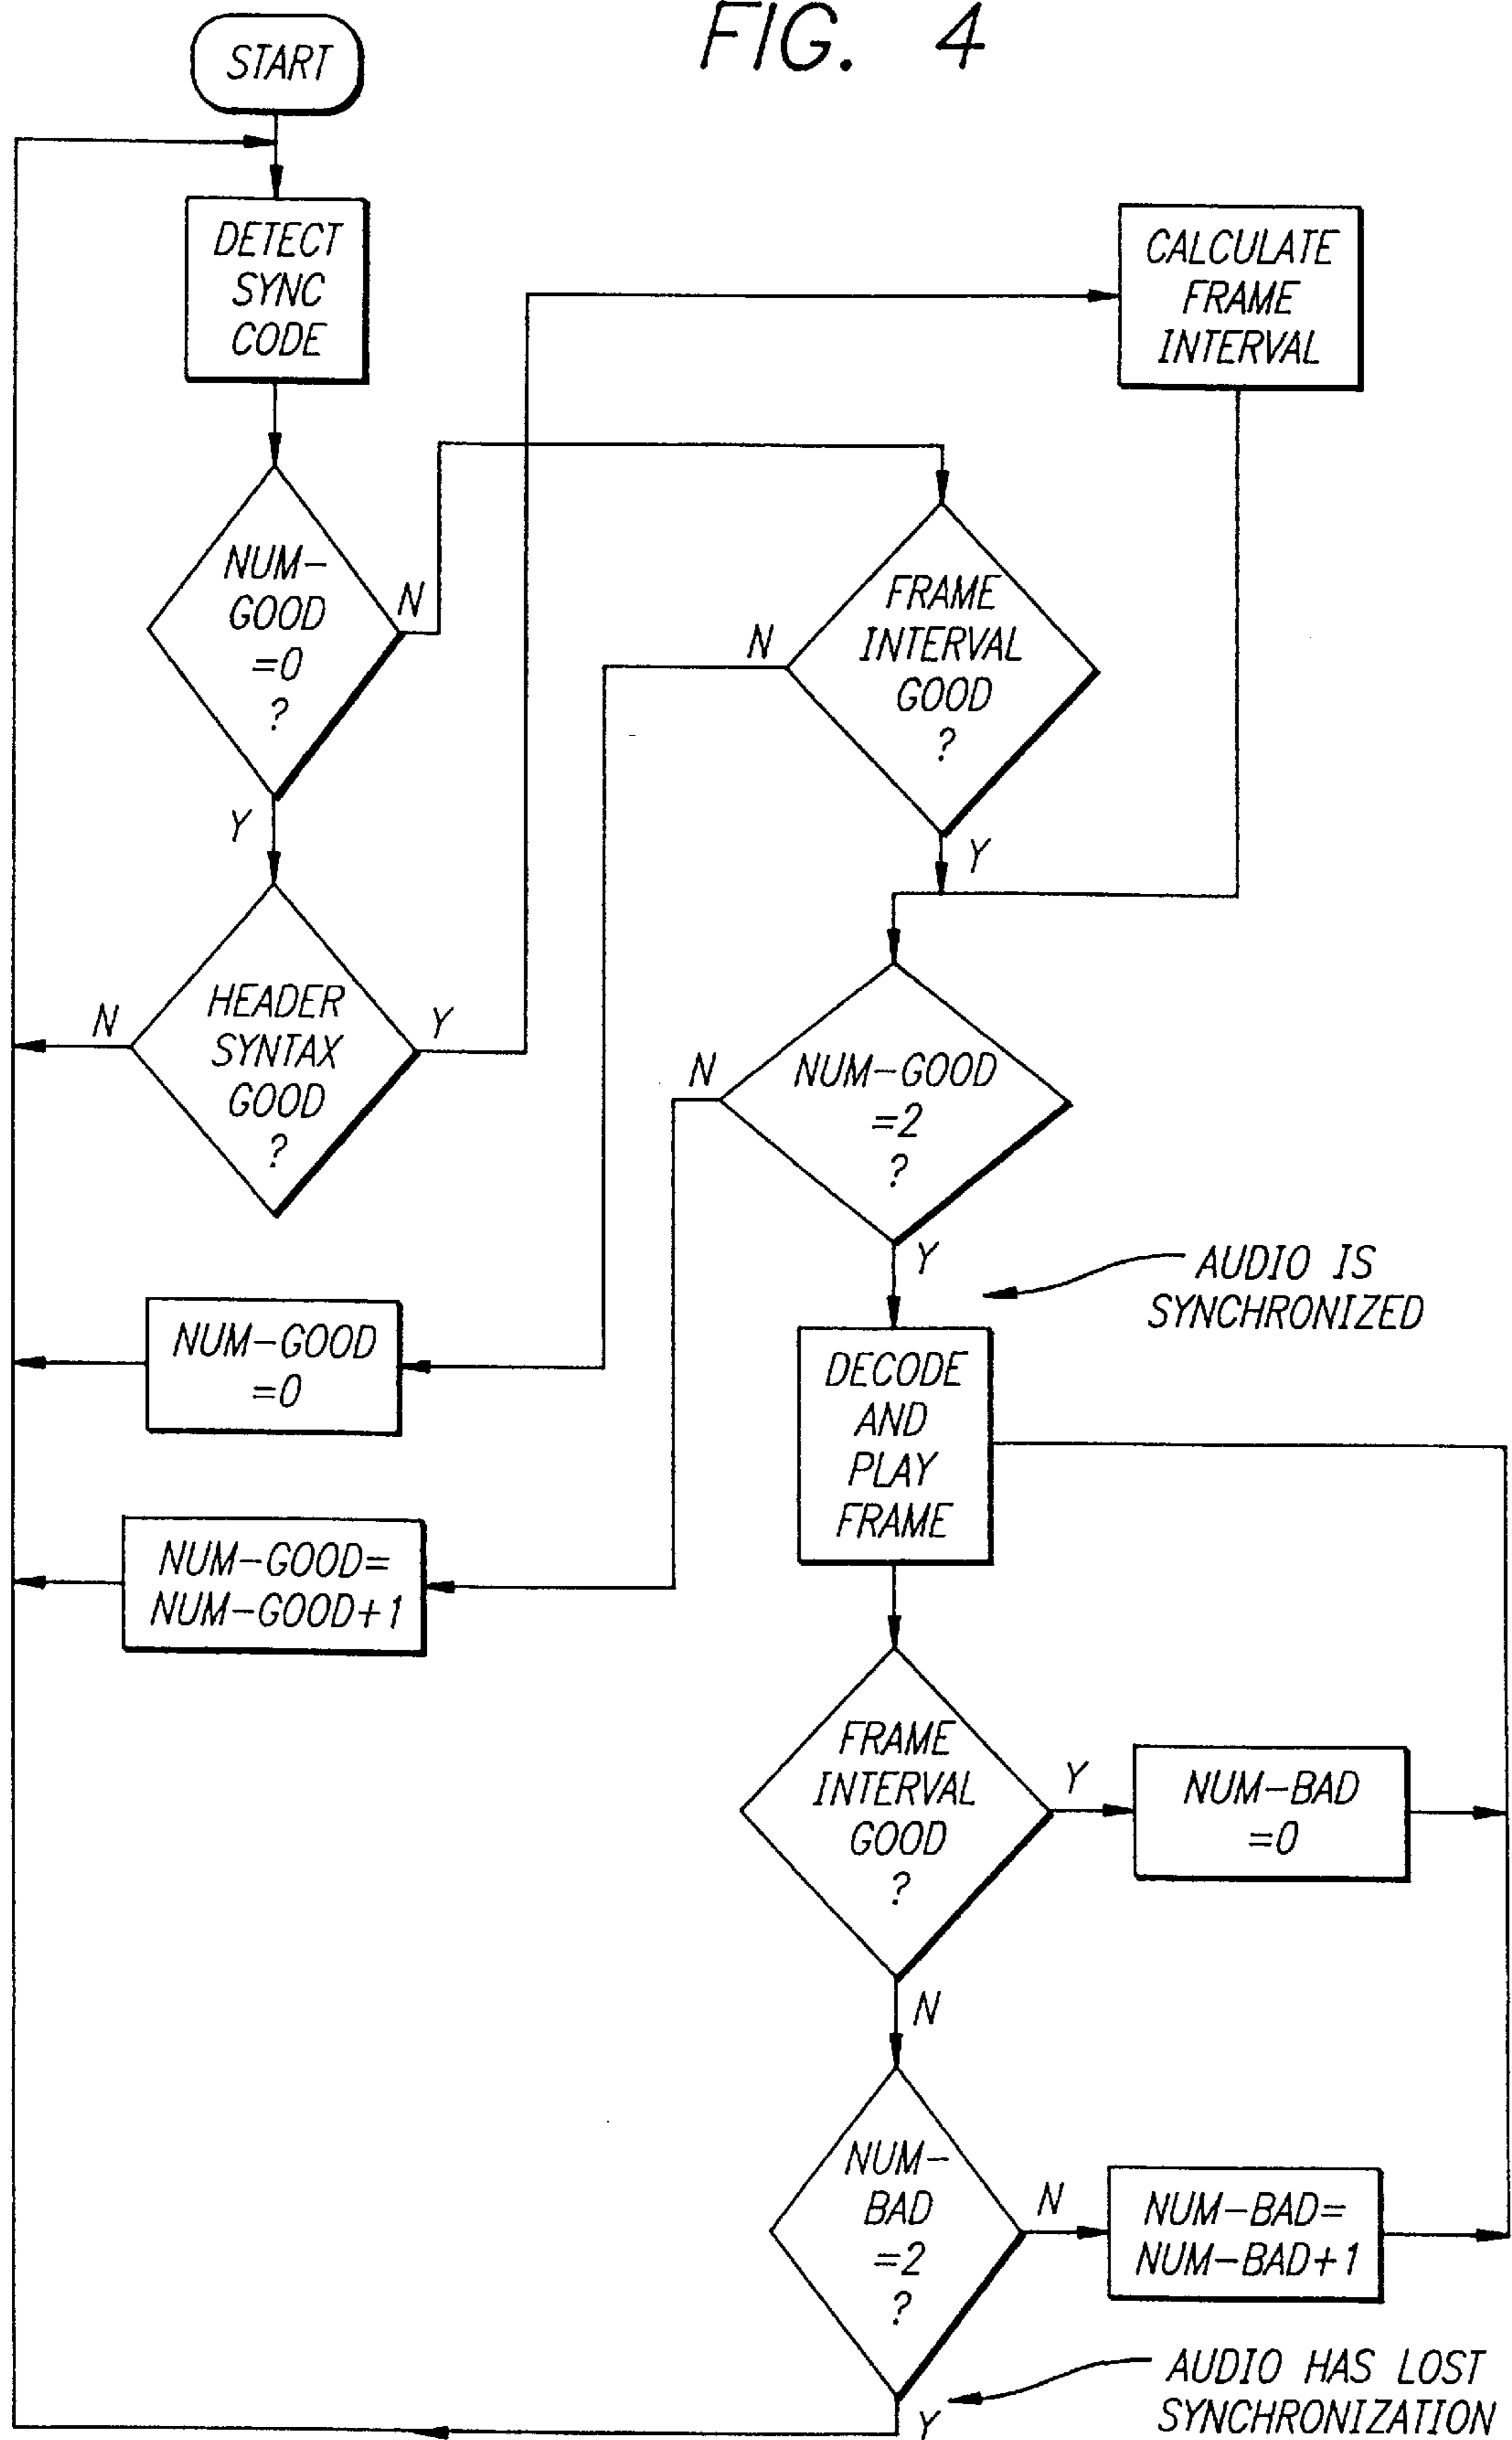 FIG. 4
START
DETECT
SYNC
CODE
CALCULATE
FRAME
INTERVAL
NUM-
GOOD
=0
?
N
Y
FRAME
INTERVAL
GOOD
?
N
Y
HEADER
SYNTAX
GOOD
?
N
Y
NUM-GOOD
=2
?
N
Y
AUDIO IS
SYNCHRONIZED
NUM-GOOD
=0
DECODE
AND
PLAY
FRAME
NUM-GOOD=
NUM-GOOD+1
FRAME
INTERVAL
GOOD
?
Y
N
NUM-BAD
=0
NUM-
BAD
=2
?
N
Y
NUM-BAD=
NUM-BAD+1
AUDIO HAS LOST
SYNCHRONIZATION